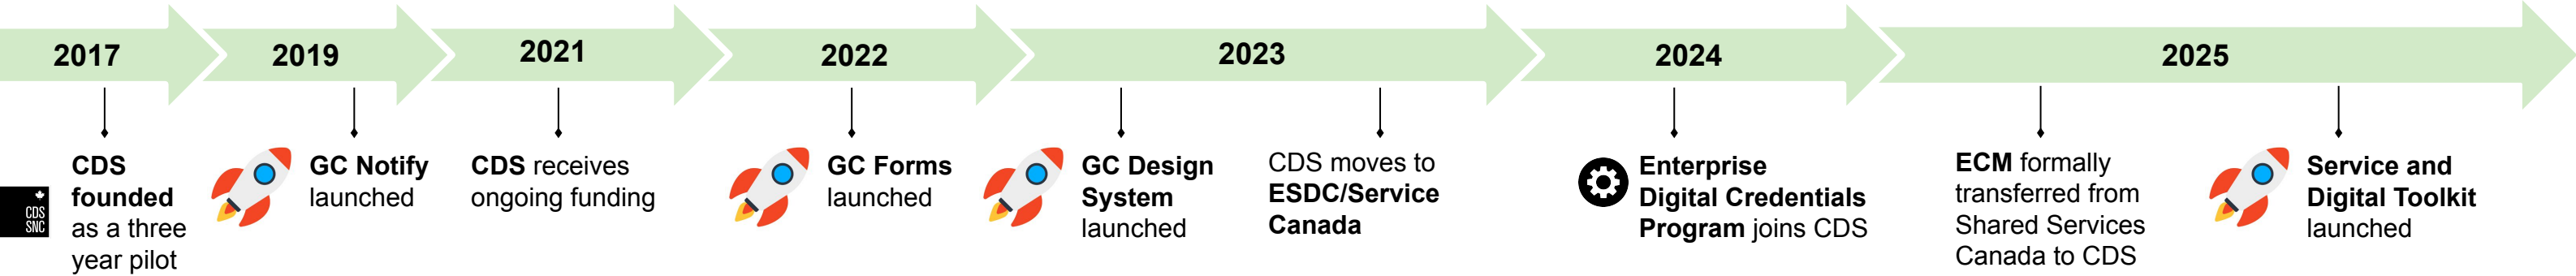 2017
2019
2021
2022
2023
2024
2025
CDS
SNC
CDS
founded
as a three
year pilot
GC Notify
launched
CDS receives
ongoing funding
GC Forms
launched
GC Design
System
launched
CDS moves to
ESDC/Service
Canada
Enterprise
Digital Credentials
Program joins CDS
ECM formally
transferred from
Shared Services
Canada to CDS
Service and
Digital Toolkit
launched